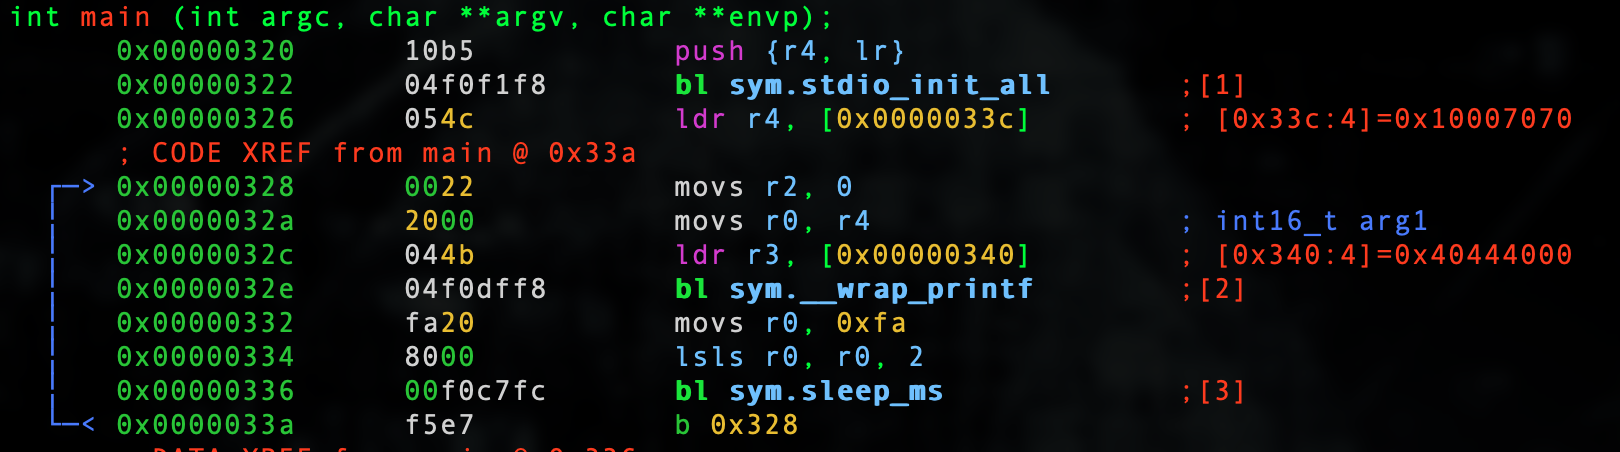 int main (int argc, char **argv, char **envp);
0x00000320 10b5 push {r4, lr}
0x00000322 04f0f1f8 bl sym.stdio_init_all ;[1]
0x00000326 054c ldr r4, [0x0000033c] ; [0x33c:4]=0x10007070
; CODE XREF from main @ 0x33a
0x00000328 0022 movs r2, 0
0x0000032a 2000 movs r0, r4 ; int16_t arg1
0x0000032c 044b ldr r3, [0x00000340] ; [0x340:4]=0x40444000
0x0000032e 04f0dff8 bl sym.__wrap_printf ;[2]
0x00000332 fa20 movs r0, 0xfa
0x00000334 8000 lsls r0, r0, 2
0x00000336 00f0c7fc bl sym.sleep_ms ;[3]
0x0000033a f5e7 b 0x328